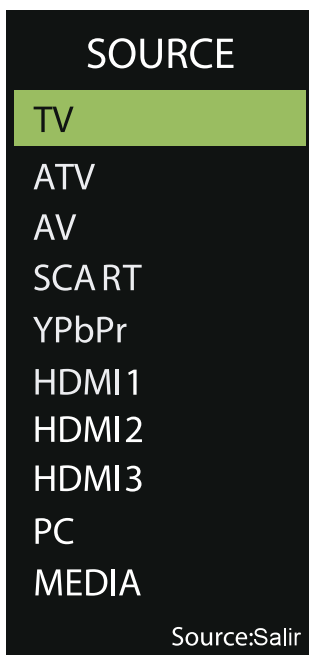 SOURCE
TV
ATV
AV
SCART
YPbPr
HDMI1
HDMI2
HDMI3
PC
MEDIA
Source:Salir